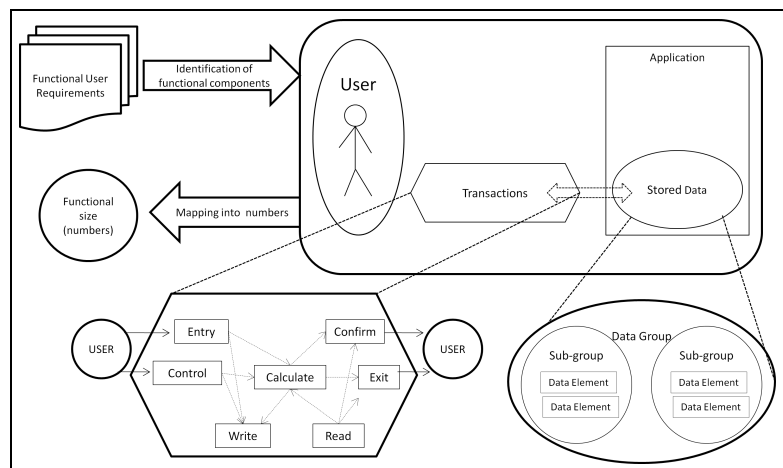 Functional User
Requirements
Identification of
functional components
User
Application
Transactions
Stored Data
Functional
size
(numbers)
Mapping into numbers
USER
Entry
Control
Calculate
Write
Read
Confirm
Exit
USER
Data Group
Sub-group
Data Element
Data Element
Sub-group
Data Element
Data Element